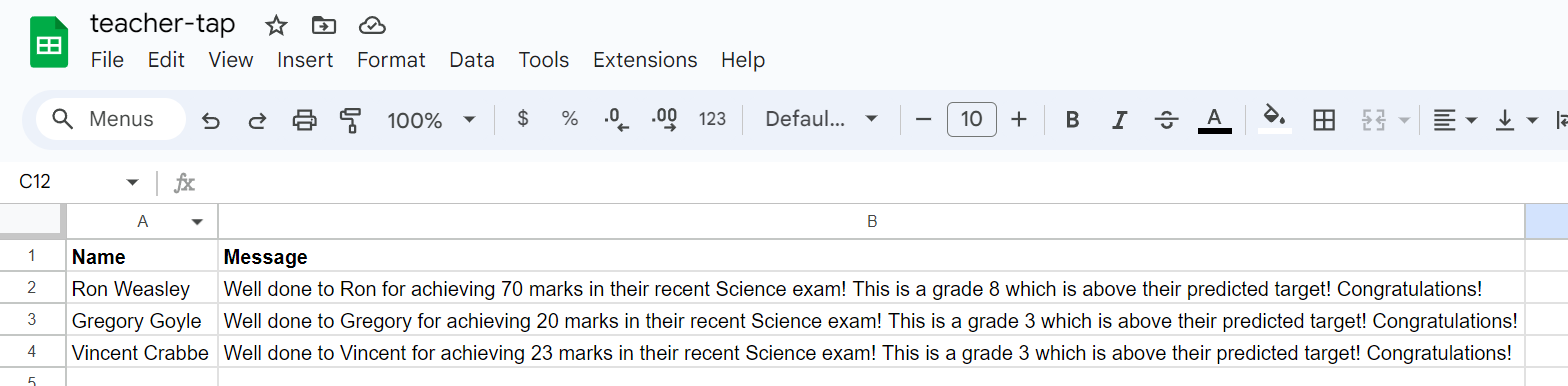 teacher-tap
File Edit View Insert Format Data Tools Extensions Help
Menus 100% $ % .0 .00 123 Defaul... 10 B I S A
C12 fx
A B
1 Name Message
2 Ron Weasley Well done to Ron for achieving 70 marks in their recent Science exam! This is a grade 8 which is above their predicted target! Congratulations!
3 Gregory Goyle Well done to Gregory for achieving 20 marks in their recent Science exam! This is a grade 3 which is above their predicted target! Congratulations!
4 Vincent Crabbe Well done to Vincent for achieving 23 marks in their recent Science exam! This is a grade 3 which is above their predicted target! Congratulations!
5